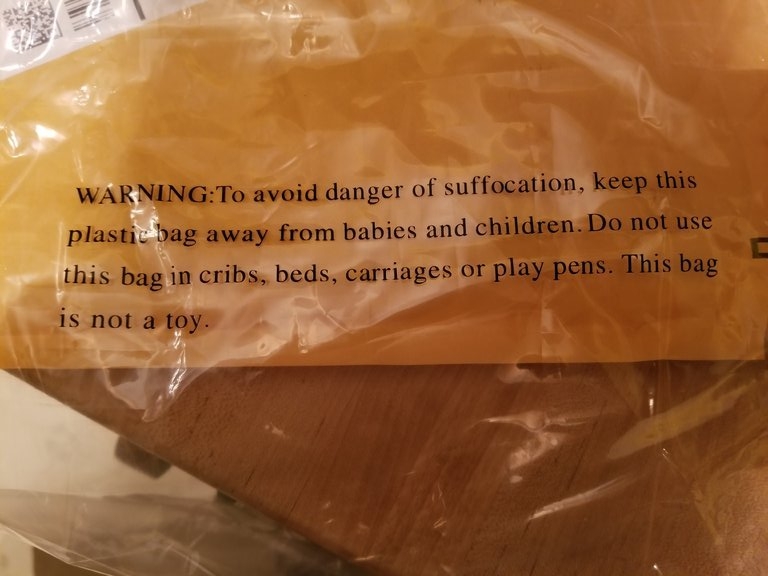 WARNING:To avoid danger of suffocation, keep this
plastic bag away from babies and children. Do not use
this bag in cribs, beds, carriages or play pens. This bag
is not a toy.